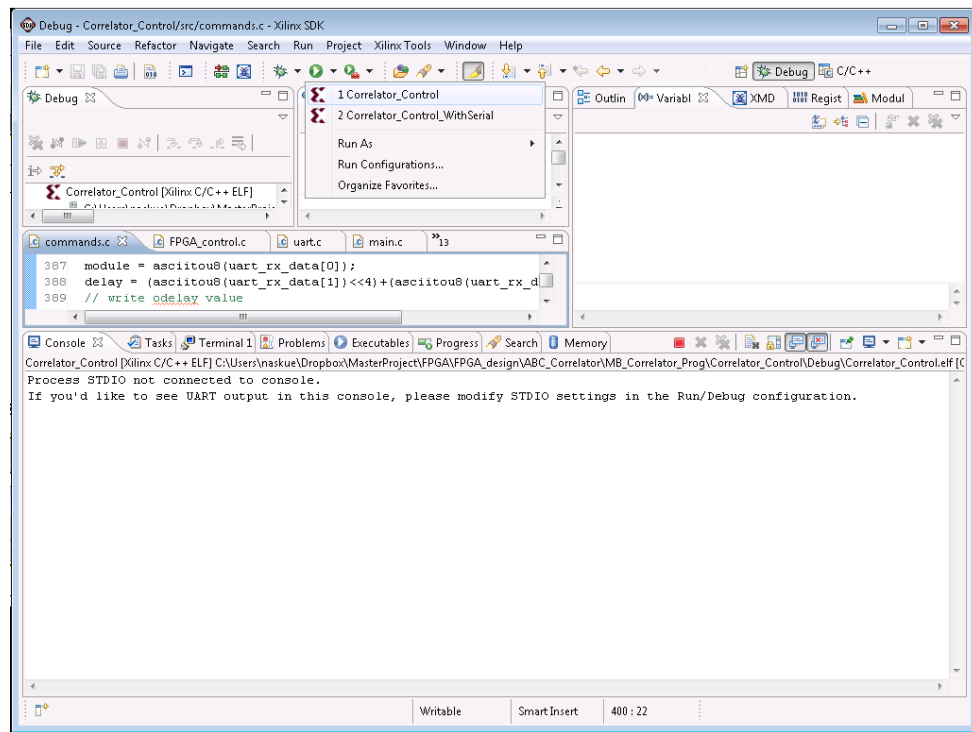 Debug - Correlator_Control/src/commands.c - Xilinx SDK
File Edit Source Refactor Navigate Search Run Project Xilinx Tools Window Help
Debug C/C++
Debug
1 Correlator_Control
2 Correlator_Control_WithSerial
Run As
Run Configurations...
Organize Favorites...
Outlin (x)= Variabl XMD Regist Modul
Correlator_Control [Xilinx C/C++ ELF]
commands.c FPGA_control.c uart.c main.c »13
387 module = asciitou8(uart_rx_data[0]);
388 delay = (asciitou8(uart_rx_data[1])<<4)+(asciitou8(uart_rx_d
389 // write odelay value
Console Tasks Terminal 1 Problems Executables Progress Search Memory
Correlator_Control [Xilinx C/C++ ELF] C:\Users\naskue\Dropbox\MasterProject\FPGA\FPGA_design\ABC_Correlator\MB_Correlator_Prog\Correlator_Control\Debug\Correlator_Control.elf [C
Process STDIO not connected to console.
If you'd like to see UART output in this console, please modify STDIO settings in the Run/Debug configuration.
Writable Smart Insert 400 : 22